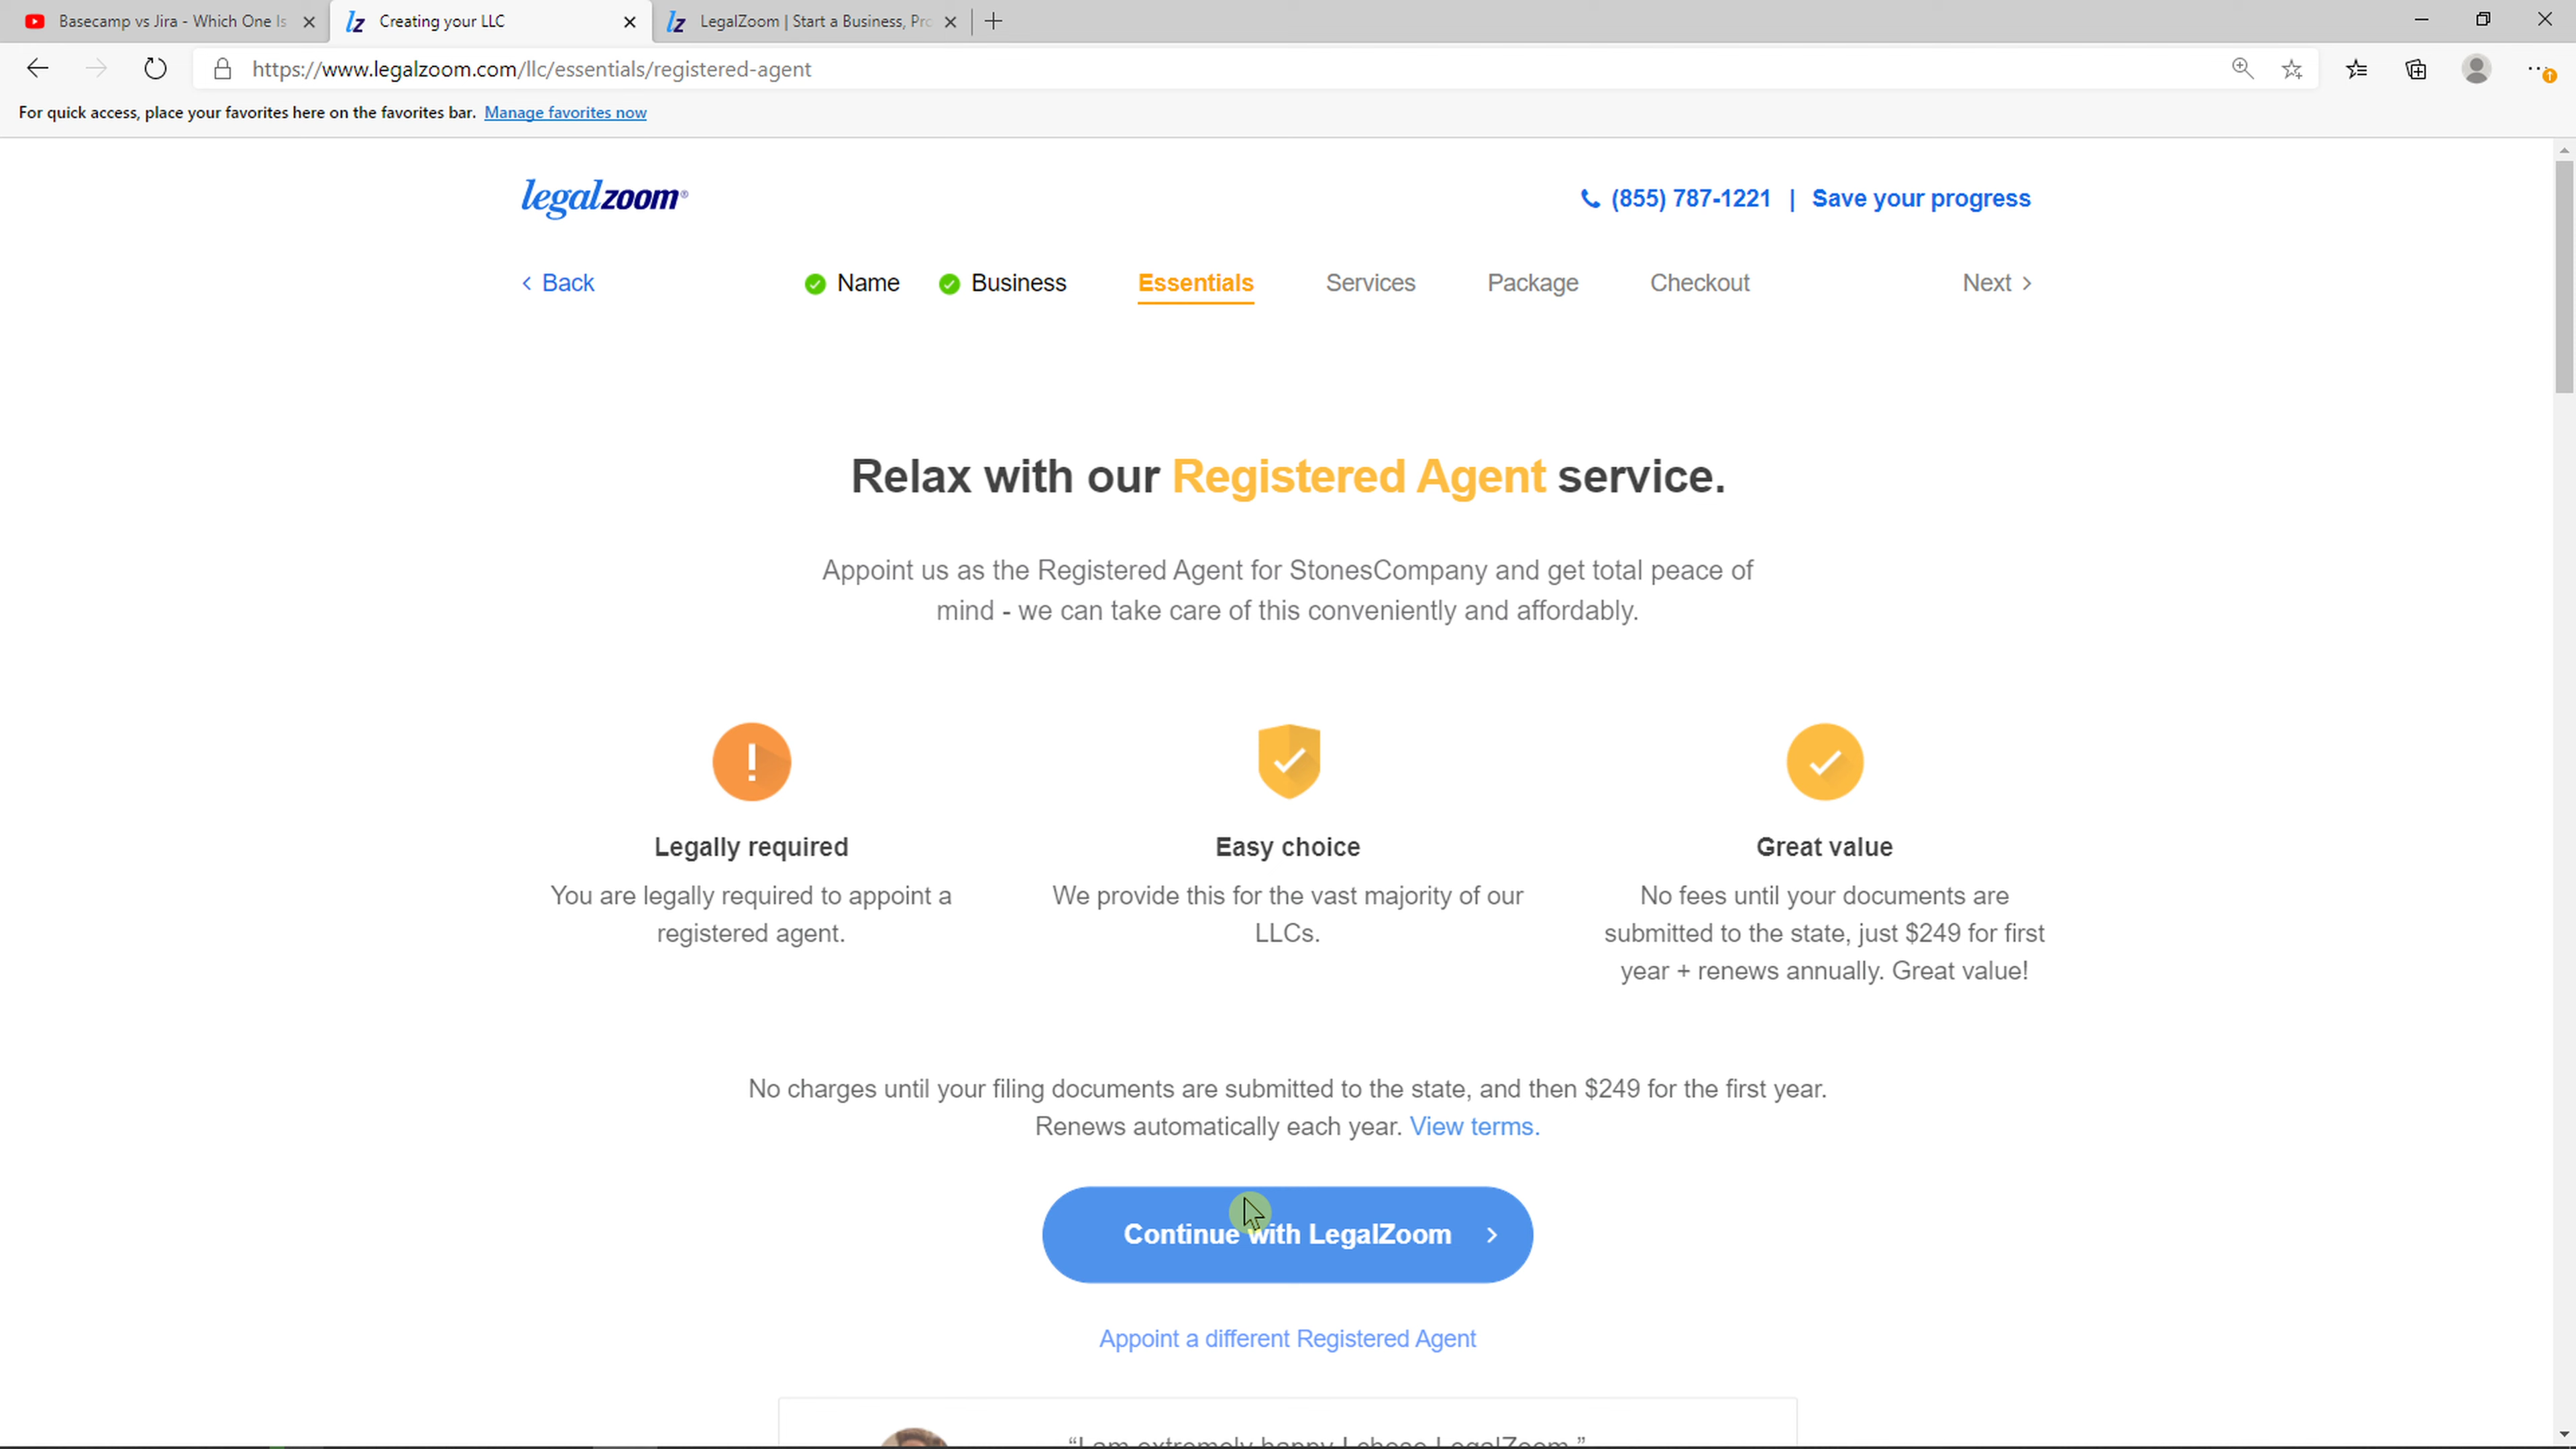 Basecamp vs Jira - Which One Is
Creating your LLC
LegalZoom | Start a Business, Pro
https://www.legalzoom.com/llc/essentials/registered-agent
For quick access, place your favorites here on the favorites bar. Manage favorites now
legalzoom®
(855) 787-1221 | Save your progress
Back
Name
Business
Essentials
Services
Package
Checkout
Next
Relax with our Registered Agent service.
Appoint us as the Registered Agent for StonesCompany and get total peace of
mind - we can take care of this conveniently and affordably.
Legally required
You are legally required to appoint a
registered agent.
Easy choice
We provide this for the vast majority of our
LLCs.
Great value
No fees until your documents are
submitted to the state, just $249 for first
year + renews annually. Great value!
No charges until your filing documents are submitted to the state, and then $249 for the first year.
Renews automatically each year. View terms.
Continue with LegalZoom
Appoint a different Registered Agent
“I am extremely happy I chose LegalZoom.”